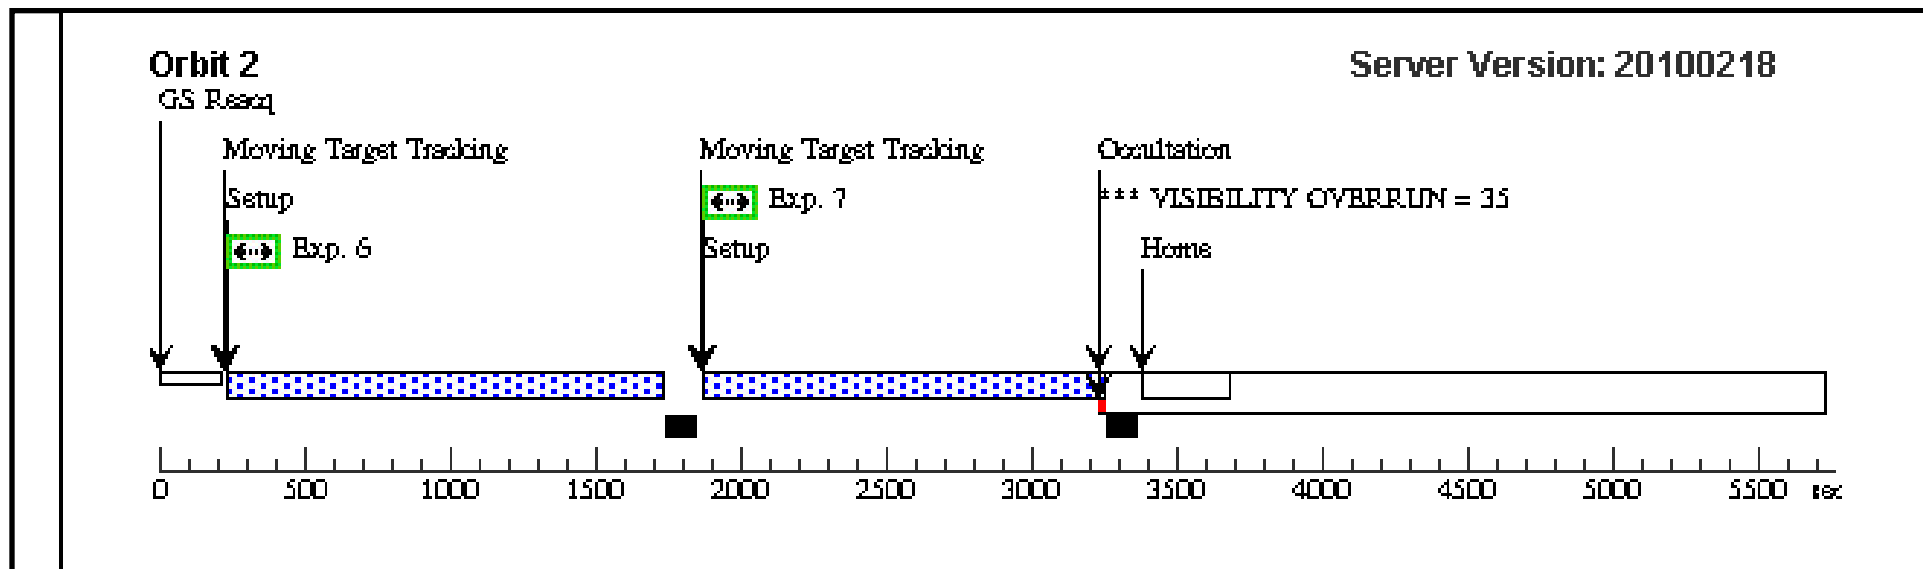 Orbit 2
Server Version: 20100218
GS Reacq
Moving Target Tracking
Moving Target Tracking
Occultation
Setup
Exp. 7
*** VISIBILITY OVERRUN = 35
Exp. 6
Setup
Home
0 500 1000 1500 2000 2500 3000 3500 4000 4500 5000 5500 sec